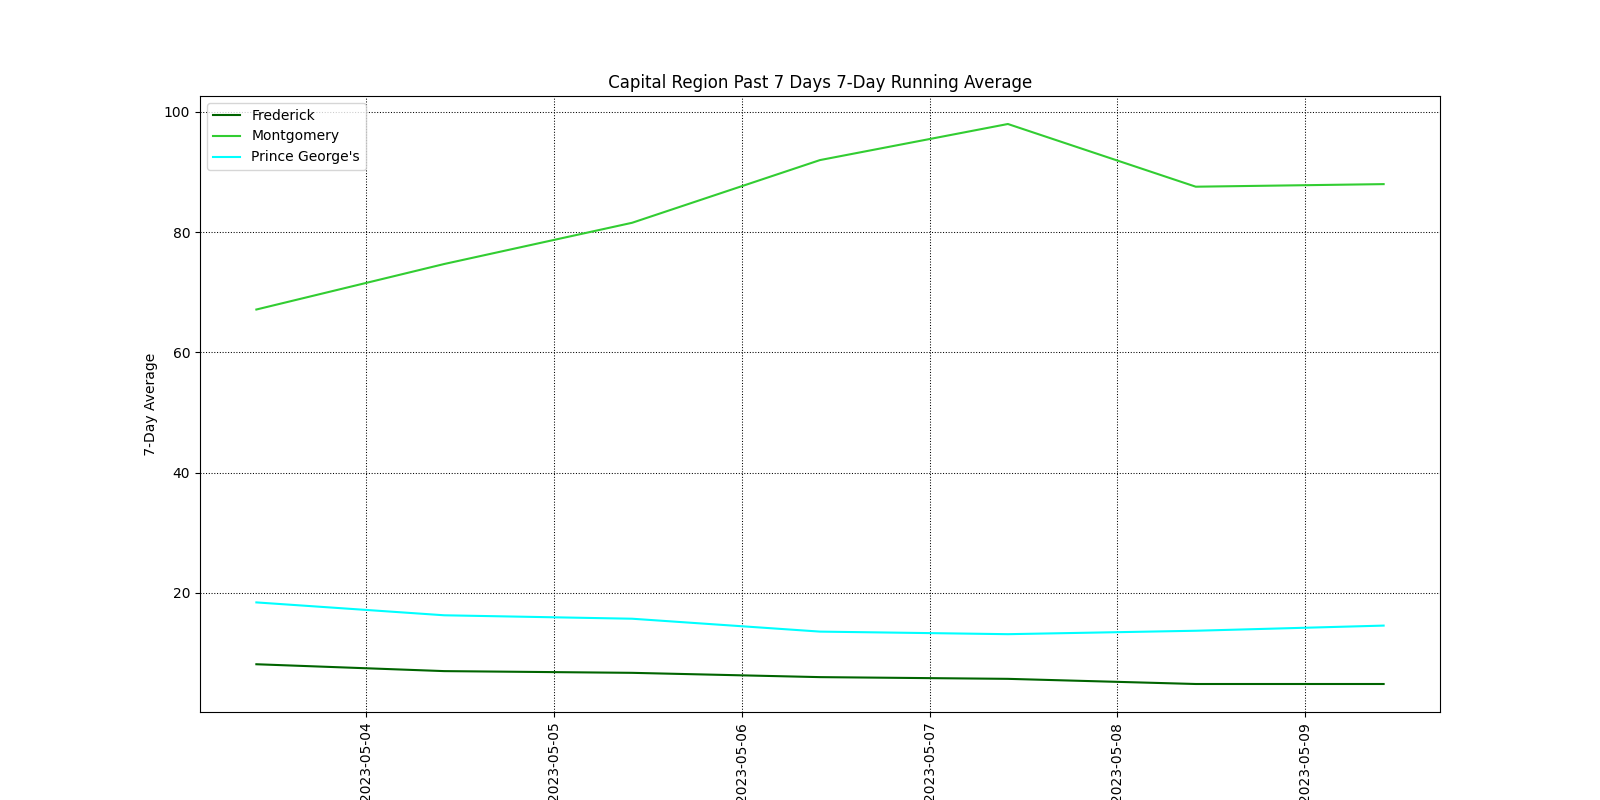 Capital Region Past 7 Days 7-Day Running Average
Frederick
Montgomery
Prince George's
100
80
60
40
20
7-Day Average
2023-05-04
2023-05-05
2023-05-06
2023-05-07
2023-05-08
2023-05-09